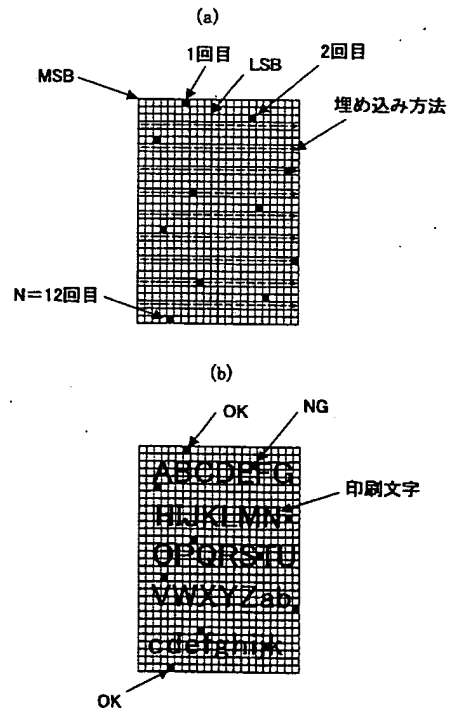 (a)
1回目
LSB
2回目
MSB
埋め込み方法
N=12回目
(b)
OK
NG
ABCDEFG
印刷文字
HIJKLMN
OPQRSTU
VWXYZab
cdefghijk
OK